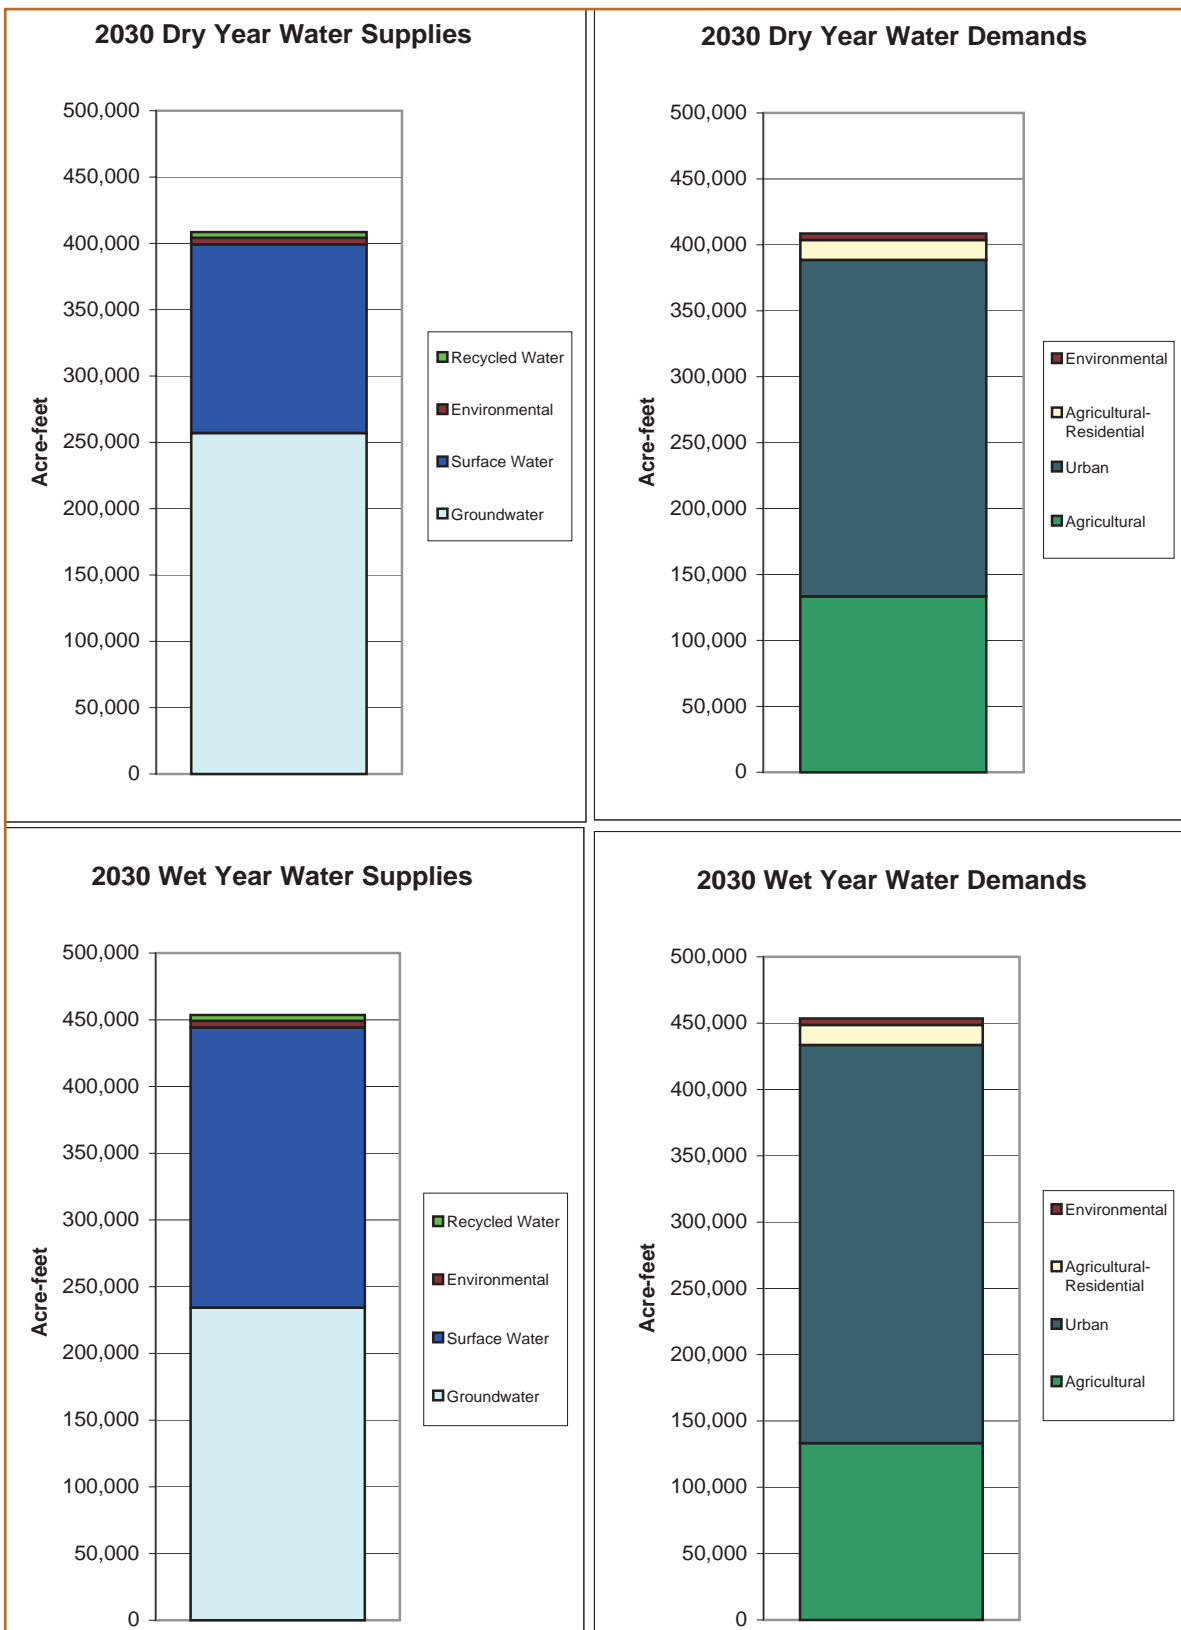 2030 Dry Year Water Supplies
500,000
450,000
400,000
350,000
300,000
250,000
200,000
150,000
100,000
50,000
0
Acre-feet
Recycled Water
Environmental
Surface Water
Groundwater
2030 Dry Year Water Demands
500,000
450,000
400,000
350,000
300,000
250,000
200,000
150,000
100,000
50,000
0
Acre-feet
Environmental
Agricultural-
Residential
Urban
Agricultural
2030 Wet Year Water Supplies
500,000
450,000
400,000
350,000
300,000
250,000
200,000
150,000
100,000
50,000
0
Acre-feet
Recycled Water
Environmental
Surface Water
Groundwater
2030 Wet Year Water Demands
500,000
450,000
400,000
350,000
300,000
250,000
200,000
150,000
100,000
50,000
0
Acre-feet
Environmental
Agricultural-
Residential
Urban
Agricultural